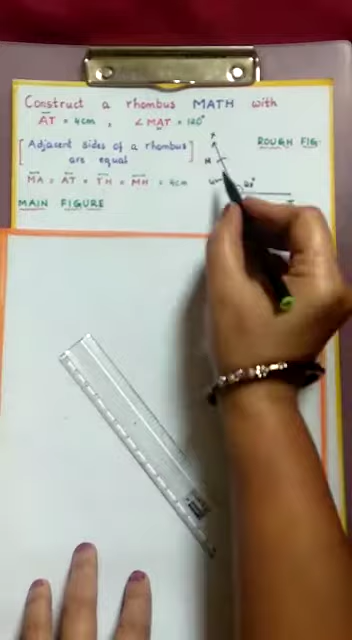 Construct a rhombus MATH with
AT = 4cm, ∠MAT = 120°
[Adjacent sides of a rhombus
are equal]
ROUGH FIG.
MA = AT = TH = MH = 4cm
MAIN FIGURE
X
M